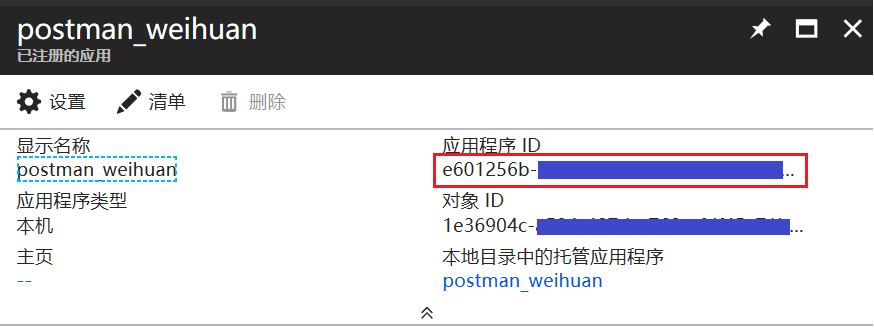 postman_weihuan
已注册的应用
设置 清单 删除
显示名称
postman_weihuan
应用程序类型
本机
主页
--
应用程序 ID
e601256b-...
对象 ID
1e36904c-...
本地目录中的托管应用程序
postman_weihuan